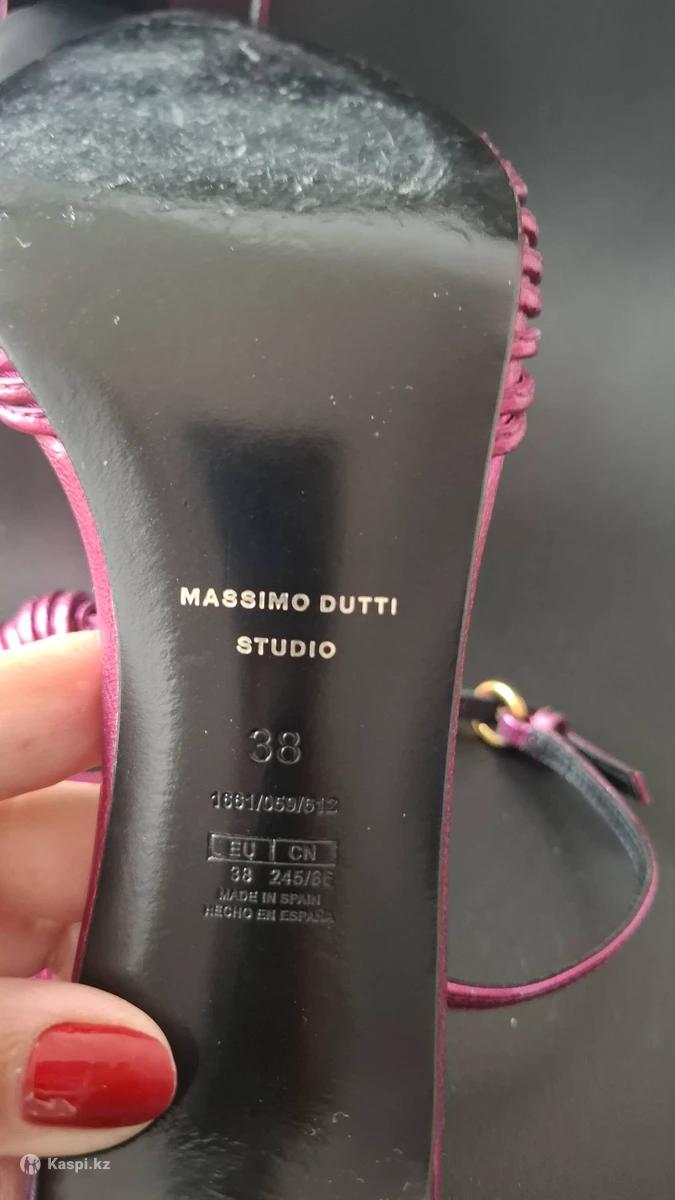 MASSIMO DUTTI
STUDIO
38
1661/059/612
EU CN
38 245/86
MADE IN SPAIN
HECHO EN ESPAÑA
Kaspi.kz